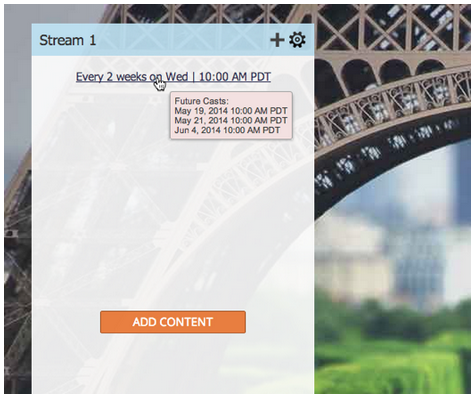 Stream 1
Every 2 weeks on Wed | 10:00 AM PDT
Future Casts:
May 19, 2014 10:00 AM PDT
May 21, 2014 10:00 AM PDT
Jun 4, 2014 10:00 AM PDT
ADD CONTENT